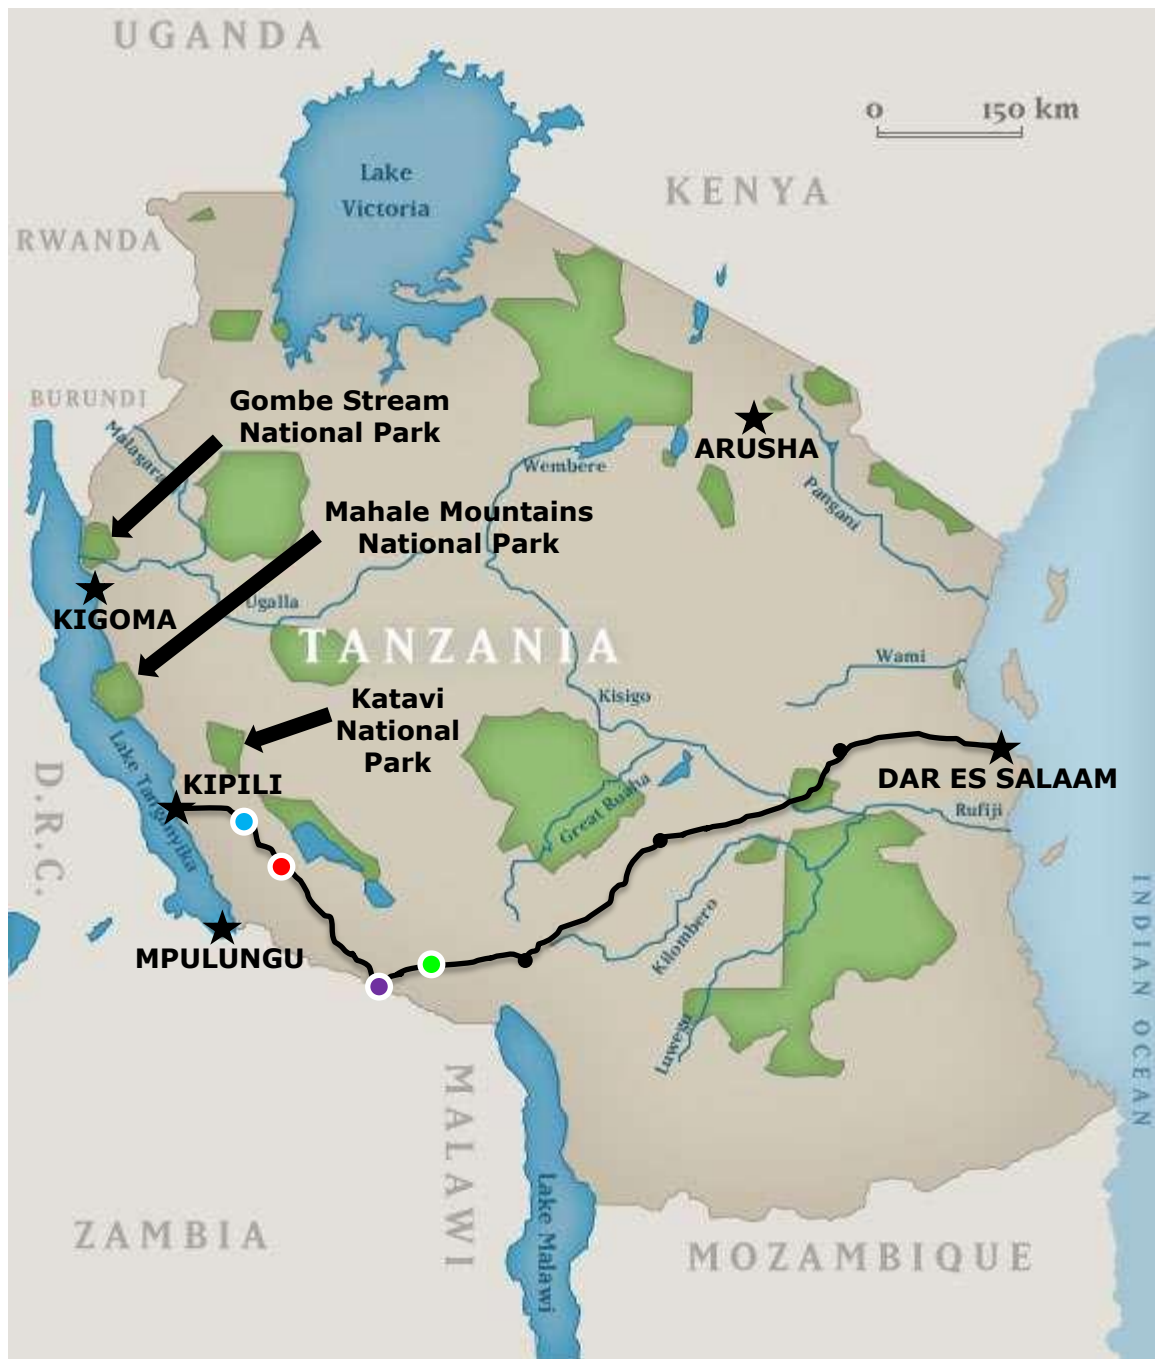 UGANDA
0 150 km
Lake
Victoria
KENYA
RWANDA
BURUNDI
Gombe Stream
National Park
Malagarasi
Wembere
ARUSHA
Pangani
Mahale Mountains
National Park
KIGOMA
Ugalla
TANZANIA
Wami
Kisigo
Katavi
National
Park
D.R.C.
Lake Tanganyika
KIPILI
DAR ES SALAAM
Great Ruaha
Rufiji
INDIAN OCEAN
MPULUNGU
Kilombero
Luwegu
MALAWI
Lake Malawi
ZAMBIA
MOZAMBIQUE